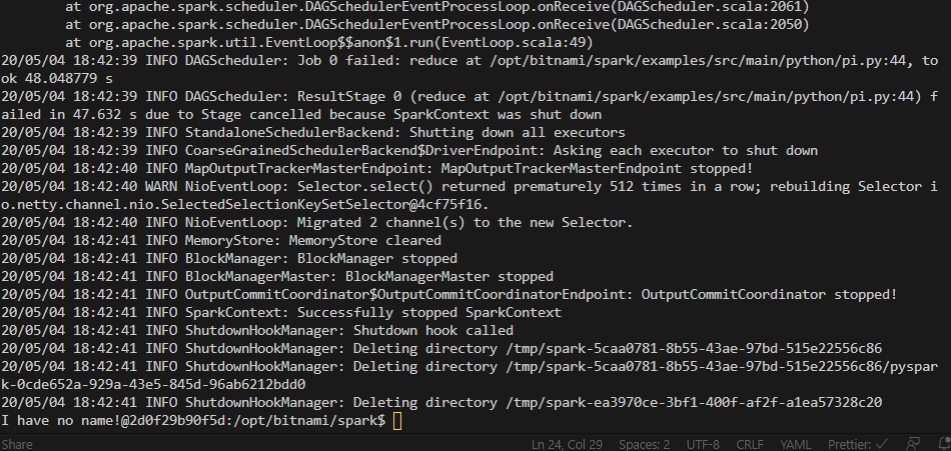 at org.apache.spark.scheduler.DAGSchedulerEventProcessLoop.onReceive(DAGScheduler.scala:2061)
at org.apache.spark.scheduler.DAGSchedulerEventProcessLoop.onReceive(DAGScheduler.scala:2050)
at org.apache.spark.util.EventLoop$$anon$1.run(EventLoop.scala:49)
20/05/04 18:42:39 INFO DAGScheduler: Job 0 failed: reduce at /opt/bitnami/spark/examples/src/main/python/pi.py:44, to
ok 48.048779 s
20/05/04 18:42:39 INFO DAGScheduler: ResultStage 0 (reduce at /opt/bitnami/spark/examples/src/main/python/pi.py:44) f
ailed in 47.632 s due to Stage cancelled because SparkContext was shut down
20/05/04 18:42:39 INFO StandaloneSchedulerBackend: Shutting down all executors
20/05/04 18:42:39 INFO CoarseGrainedSchedulerBackend$DriverEndpoint: Asking each executor to shut down
20/05/04 18:42:40 INFO MapOutputTrackerMasterEndpoint: MapOutputTrackerMasterEndpoint stopped!
20/05/04 18:42:40 WARN NioEventLoop: Selector.select() returned prematurely 512 times in a row; rebuilding Selector i
o.netty.channel.nio.SelectedSelectionKeySetSelector@4cf75f16.
20/05/04 18:42:40 INFO NioEventLoop: Migrated 2 channel(s) to the new Selector.
20/05/04 18:42:41 INFO MemoryStore: MemoryStore cleared
20/05/04 18:42:41 INFO BlockManager: BlockManager stopped
20/05/04 18:42:41 INFO BlockManagerMaster: BlockManagerMaster stopped
20/05/04 18:42:41 INFO OutputCommitCoordinator$OutputCommitCoordinatorEndpoint: OutputCommitCoordinator stopped!
20/05/04 18:42:41 INFO SparkContext: Successfully stopped SparkContext
20/05/04 18:42:41 INFO ShutdownHookManager: Shutdown hook called
20/05/04 18:42:41 INFO ShutdownHookManager: Deleting directory /tmp/spark-5caa0781-8b55-43ae-97bd-515e22556c86
20/05/04 18:42:41 INFO ShutdownHookManager: Deleting directory /tmp/spark-5caa0781-8b55-43ae-97bd-515e22556c86/pyspar
k-0cde652a-929a-43e5-845d-96ab6212bdd0
20/05/04 18:42:41 INFO ShutdownHookManager: Deleting directory /tmp/spark-ea3970ce-3bf1-400f-af2f-a1ea57328c20
I have no name!@2d0f29b90f5d:/opt/bitnami/spark$
Share Ln 24, Col 29 Spaces: 2 UTF-8 CRLF YAML Prettier: ✓